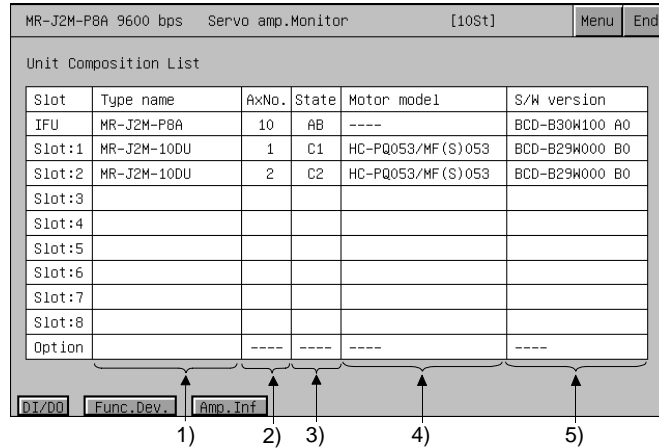 MR-J2M-P8A 9600 bps Servo amp.Monitor [10St] Menu End
Unit Composition List
Slot Type name AxNo. State Motor model S/W version
IFU MR-J2M-P8A 10 AB ---- BCD-B30W100 A0
Slot:1 MR-J2M-10DU 1 C1 HC-PQ053/MF(S)053 BCD-B29W000 B0
Slot:2 MR-J2M-10DU 2 C2 HC-PQ053/MF(S)053 BCD-B29W000 B0
Slot:3
Slot:4
Slot:5
Slot:6
Slot:7
Slot:8
Option ---- ---- ---- ----
DI/DO Func.Dev. Amp.Inf
1) 2) 3) 4) 5)